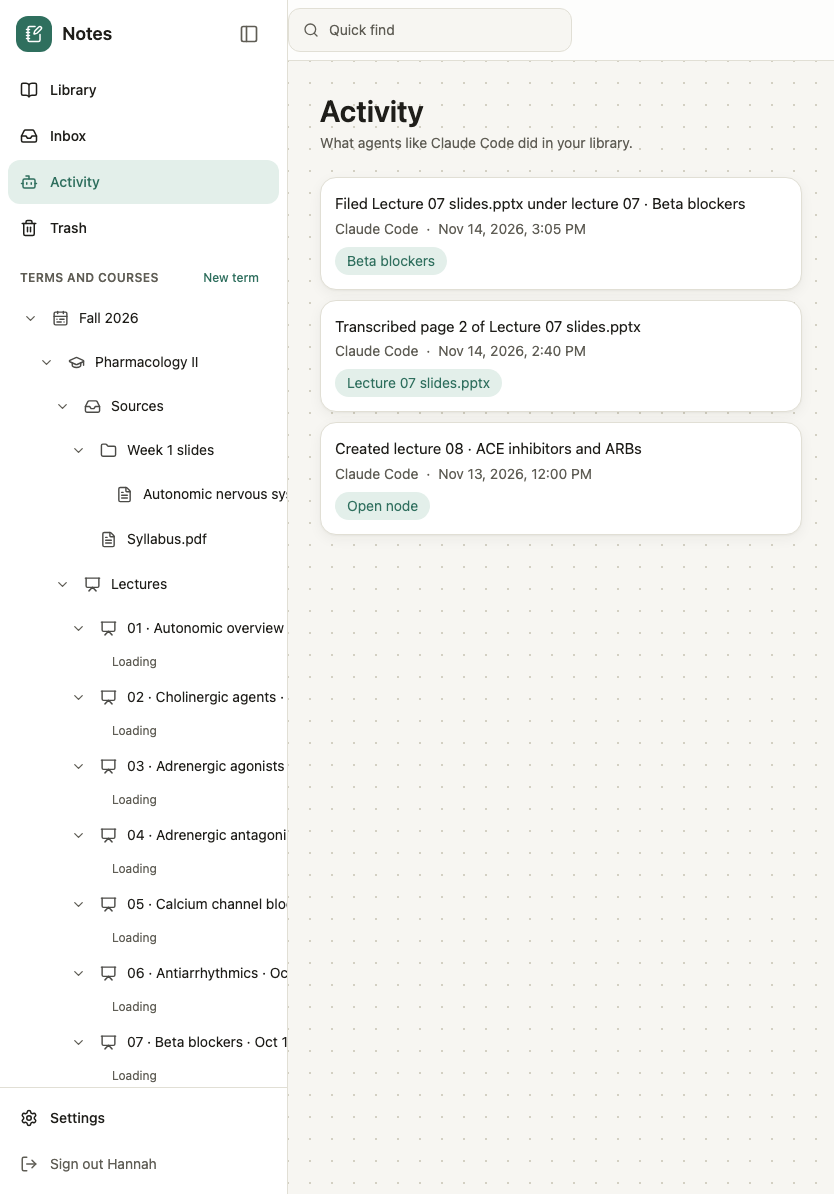 Notes
Library
Inbox
Activity
Trash
TERMS AND COURSES
New term
Fall 2026
Pharmacology II
Sources
Week 1 slides
Autonomic nervous sy
Syllabus.pdf
Lectures
01 · Autonomic overview
Loading
02 · Cholinergic agents ·
Loading
03 · Adrenergic agonists
Loading
04 · Adrenergic antagoni
Loading
05 · Calcium channel blo
Loading
06 · Antiarrhythmics · Oc
Loading
07 · Beta blockers · Oct 1
Loading
Settings
Sign out Hannah
Quick find
Activity
What agents like Claude Code did in your library.
Filed Lecture 07 slides.pptx under lecture 07 · Beta blockers
Claude Code · Nov 14, 2026, 3:05 PM
Beta blockers
Transcribed page 2 of Lecture 07 slides.pptx
Claude Code · Nov 14, 2026, 2:40 PM
Lecture 07 slides.pptx
Created lecture 08 · ACE inhibitors and ARBs
Claude Code · Nov 13, 2026, 12:00 PM
Open node